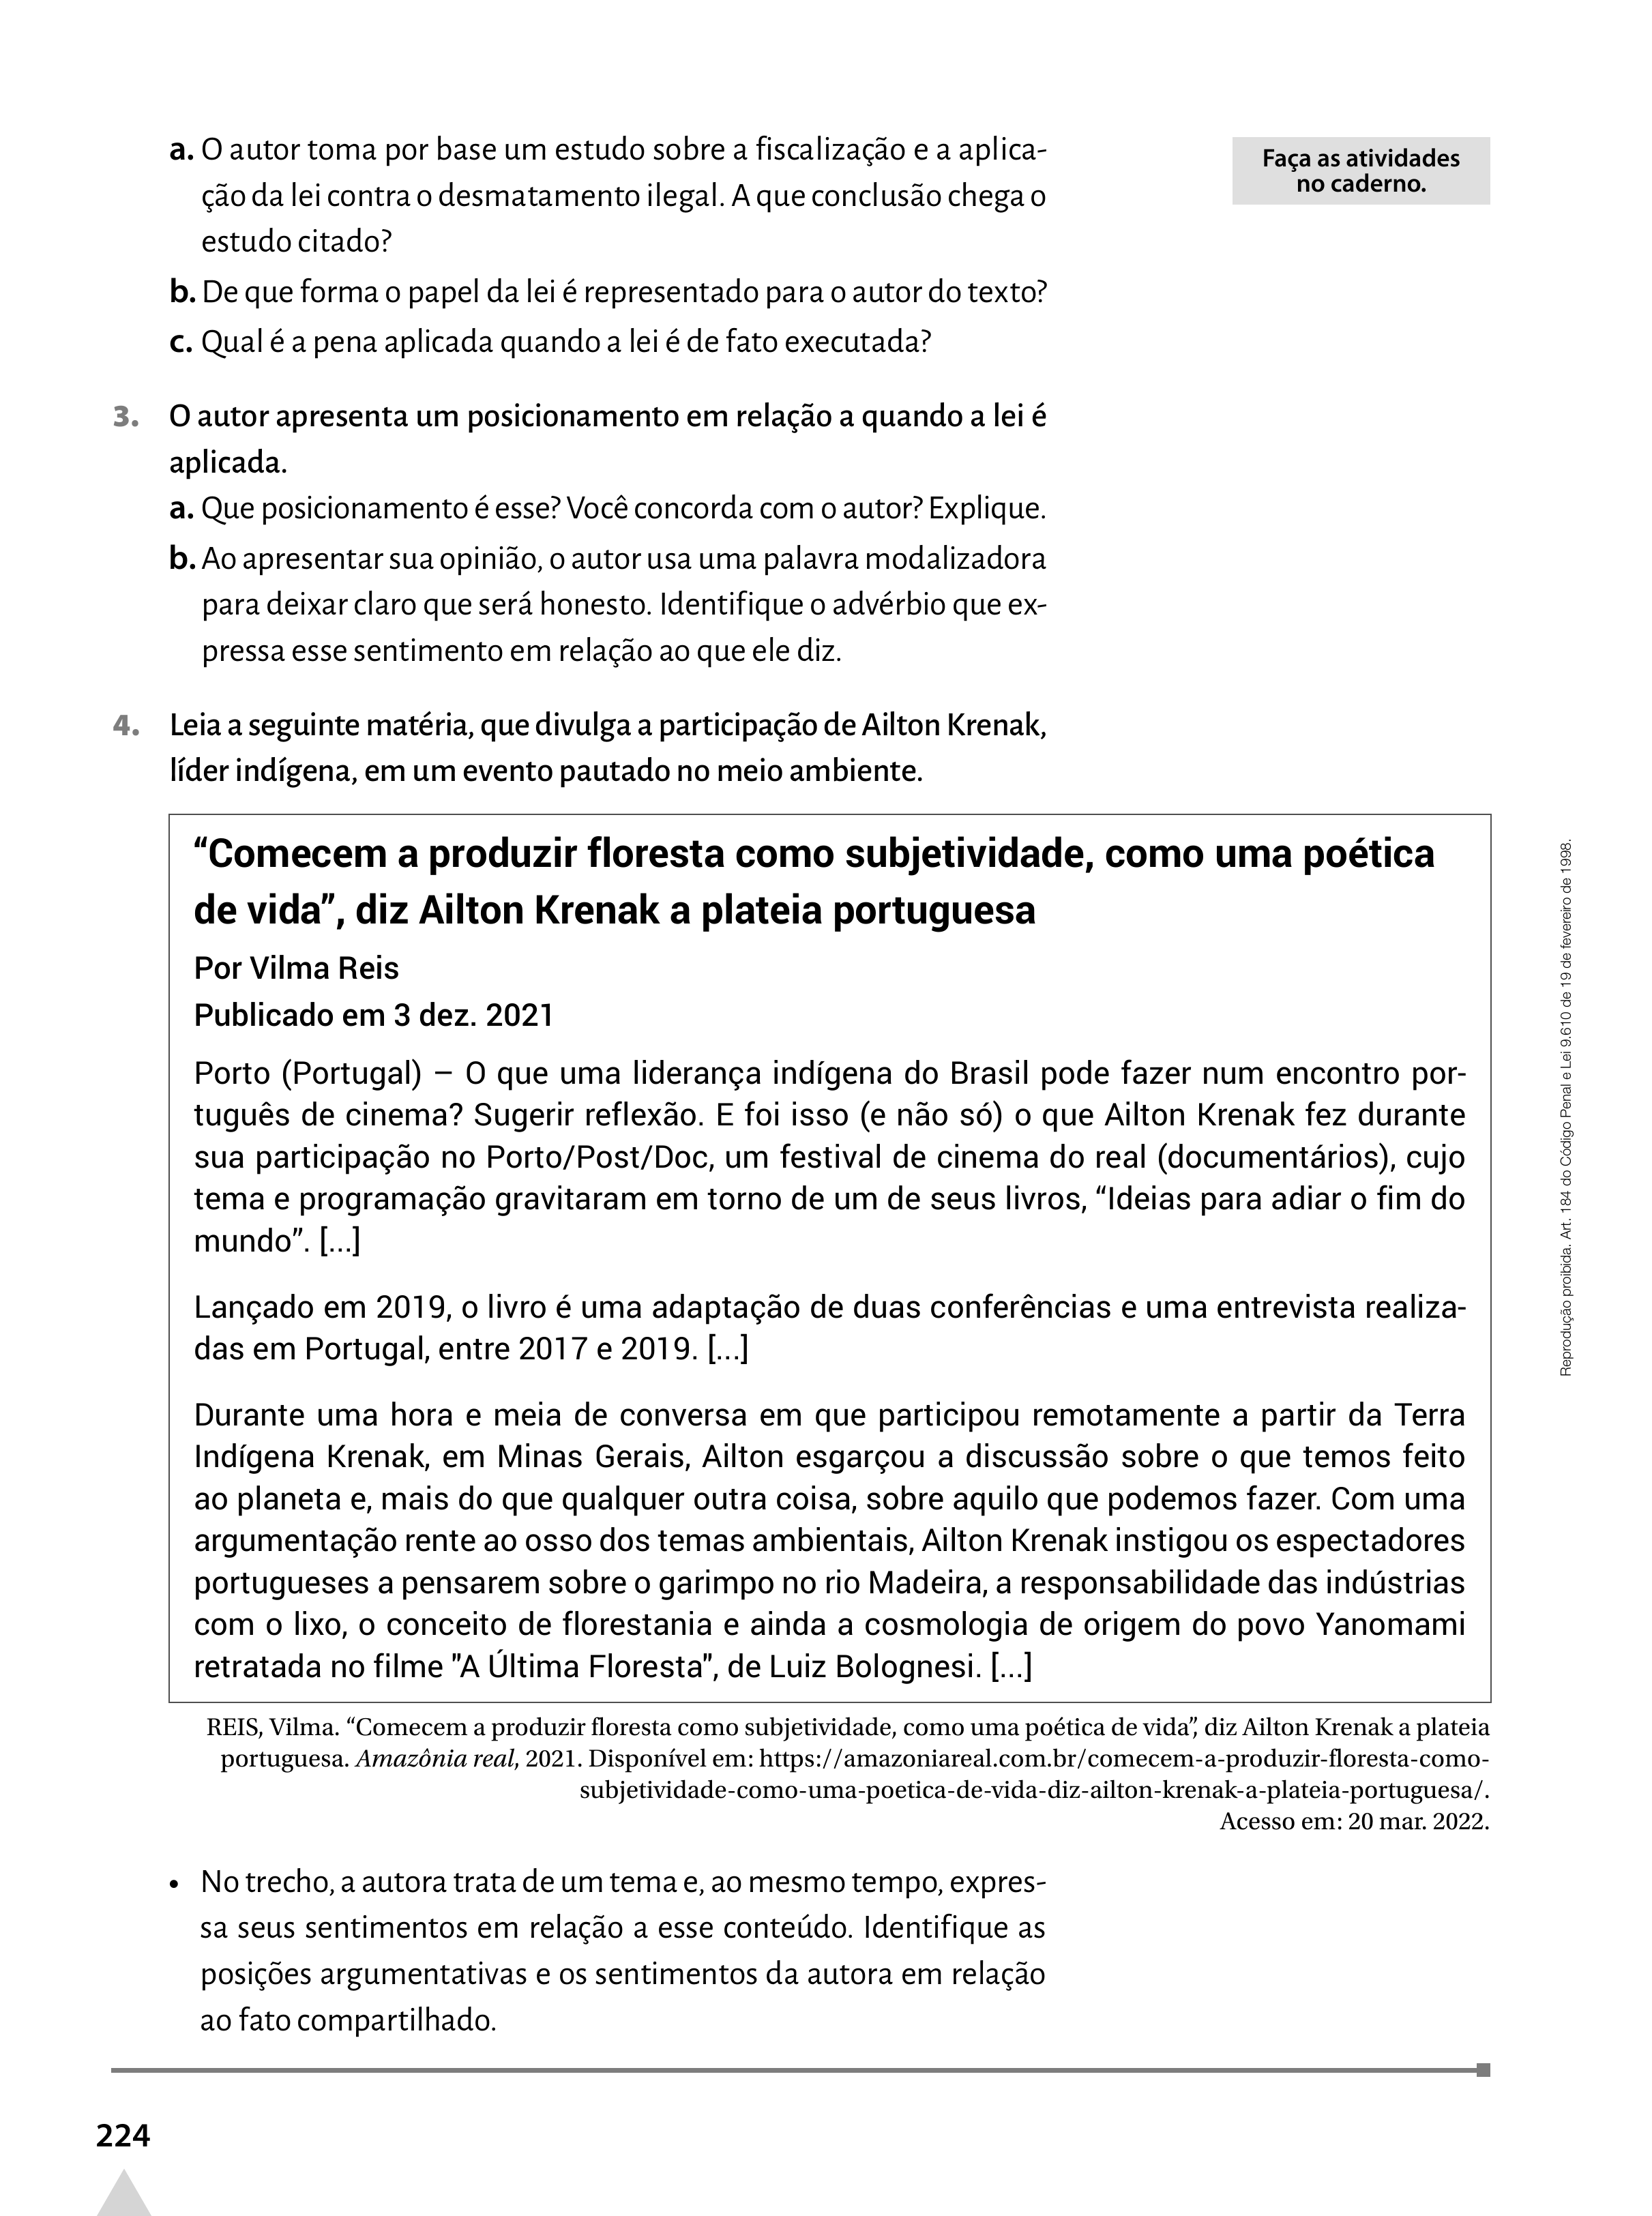 a. O autor toma por base um estudo sobre a fiscalização e a aplica-
ção da lei contra o desmatamento ilegal. A que conclusão chega o
estudo citado?
b. De que forma o papel da lei é representado para o autor do texto?
c. Qual é a pena aplicada quando a lei é de fato executada?
Faça as atividades
no caderno.
3. O autor apresenta um posicionamento em relação a quando a lei é
aplicada.
a. Que posicionamento é esse? Você concorda com o autor? Explique.
b. Ao apresentar sua opinião, o autor usa uma palavra modalizadora
para deixar claro que será honesto. Identifique o advérbio que ex-
pressa esse sentimento em relação ao que ele diz.
4. Leia a seguinte matéria, que divulga a participação de Ailton Krenak,
líder indígena, em um evento pautado no meio ambiente.
“Comecem a produzir floresta como subjetividade, como uma poética
de vida”, diz Ailton Krenak a plateia portuguesa
Por Vilma Reis
Publicado em 3 dez. 2021
Porto (Portugal) – O que uma liderança indígena do Brasil pode fazer num encontro por-
tuguês de cinema? Sugerir reflexão. E foi isso (e não só) o que Ailton Krenak fez durante
sua participação no Porto/Post/Doc, um festival de cinema do real (documentários), cujo
tema e programação gravitaram em torno de um de seus livros, “Ideias para adiar o fim do
mundo”. [...]
Lançado em 2019, o livro é uma adaptação de duas conferências e uma entrevista realiza-
das em Portugal, entre 2017 e 2019. [...]
Durante uma hora e meia de conversa em que participou remotamente a partir da Terra
Indígena Krenak, em Minas Gerais, Ailton esgarçou a discussão sobre o que temos feito
ao planeta e, mais do que qualquer outra coisa, sobre aquilo que podemos fazer. Com uma
argumentação rente ao osso dos temas ambientais, Ailton Krenak instigou os espectadores
portugueses a pensarem sobre o garimpo no rio Madeira, a responsabilidade das indústrias
com o lixo, o conceito de florestania e ainda a cosmologia de origem do povo Yanomami
retratada no filme "A Última Floresta", de Luiz Bolognesi. [...]
REIS, Vilma. “Comecem a produzir floresta como subjetividade, como uma poética de vida”, diz Ailton Krenak a plateia
portuguesa. Amazônia real, 2021. Disponível em: https://amazoniareal.com.br/comecem-a-produzir-floresta-como-
subjetividade-como-uma-poetica-de-vida-diz-ailton-krenak-a-plateia-portuguesa/.
Acesso em: 20 mar. 2022.
• No trecho, a autora trata de um tema e, ao mesmo tempo, expres-
sa seus sentimentos em relação a esse conteúdo. Identifique as
posições argumentativas e os sentimentos da autora em relação
ao fato compartilhado.
Reprodução proibida. Art. 184 do Código Penal e Lei 9.610 de 19 de fevereiro de 1998.
224